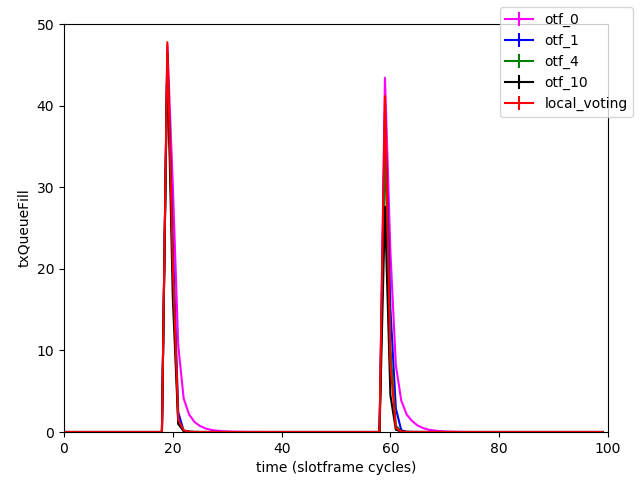 otf_0
otf_1
otf_4
otf_10
local_voting
txQueueFill
50
40
30
20
10
0
0 20 40 60 80 100
time (slotframe cycles)